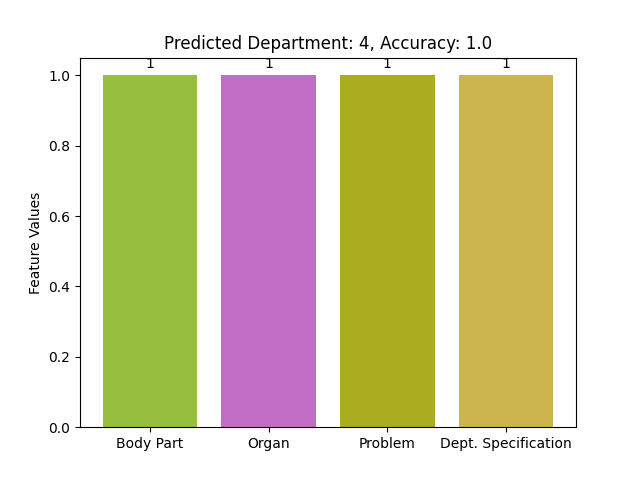 Predicted Department: 4, Accuracy: 1.0
1 1 1 1
1.0
0.8
0.6
0.4
0.2
0.0
Feature Values
Body Part Organ Problem Dept. Specification